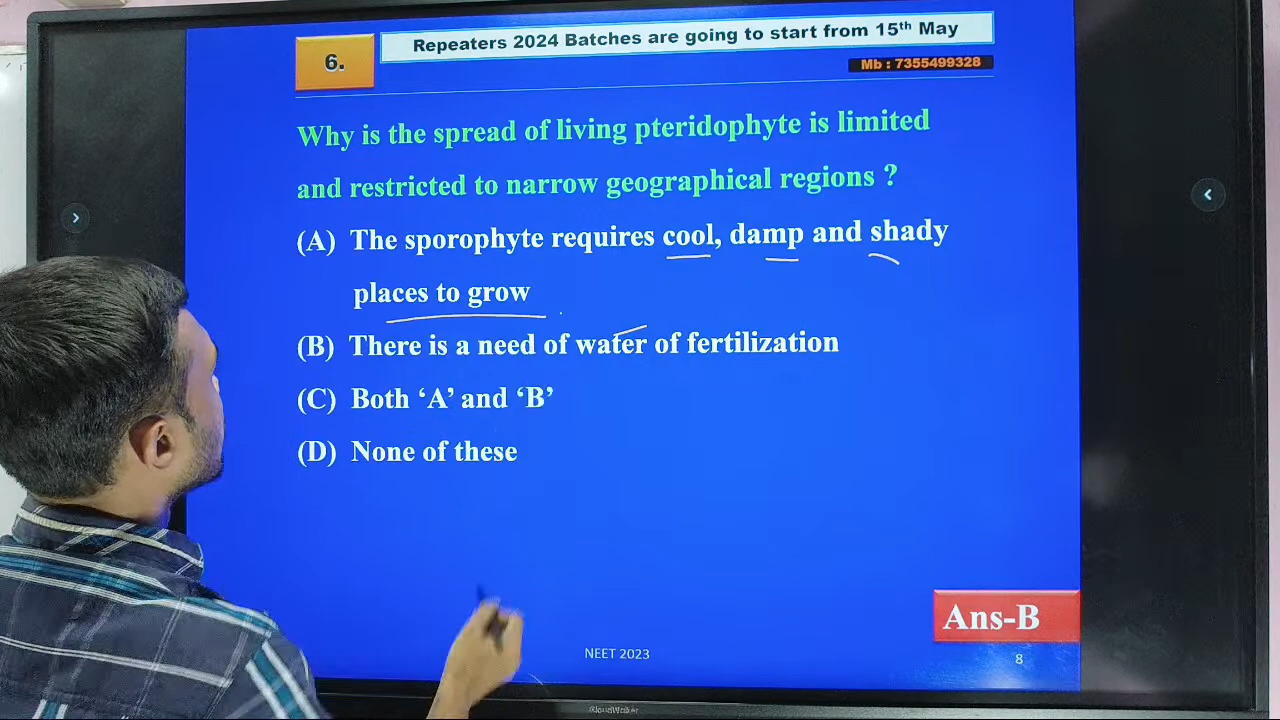 6.
Repeaters 2024 Batches are going to start from 15th May
Mb : 7355499328
Why is the spread of living pteridophyte is limited
and restricted to narrow geographical regions ?
(A) The sporophyte requires cool, damp and shady
places to grow
(B) There is a need of water of fertilization
(C) Both ‘A’ and ‘B’
(D) None of these
Ans-B
NEET 2023
8
CloudWalker